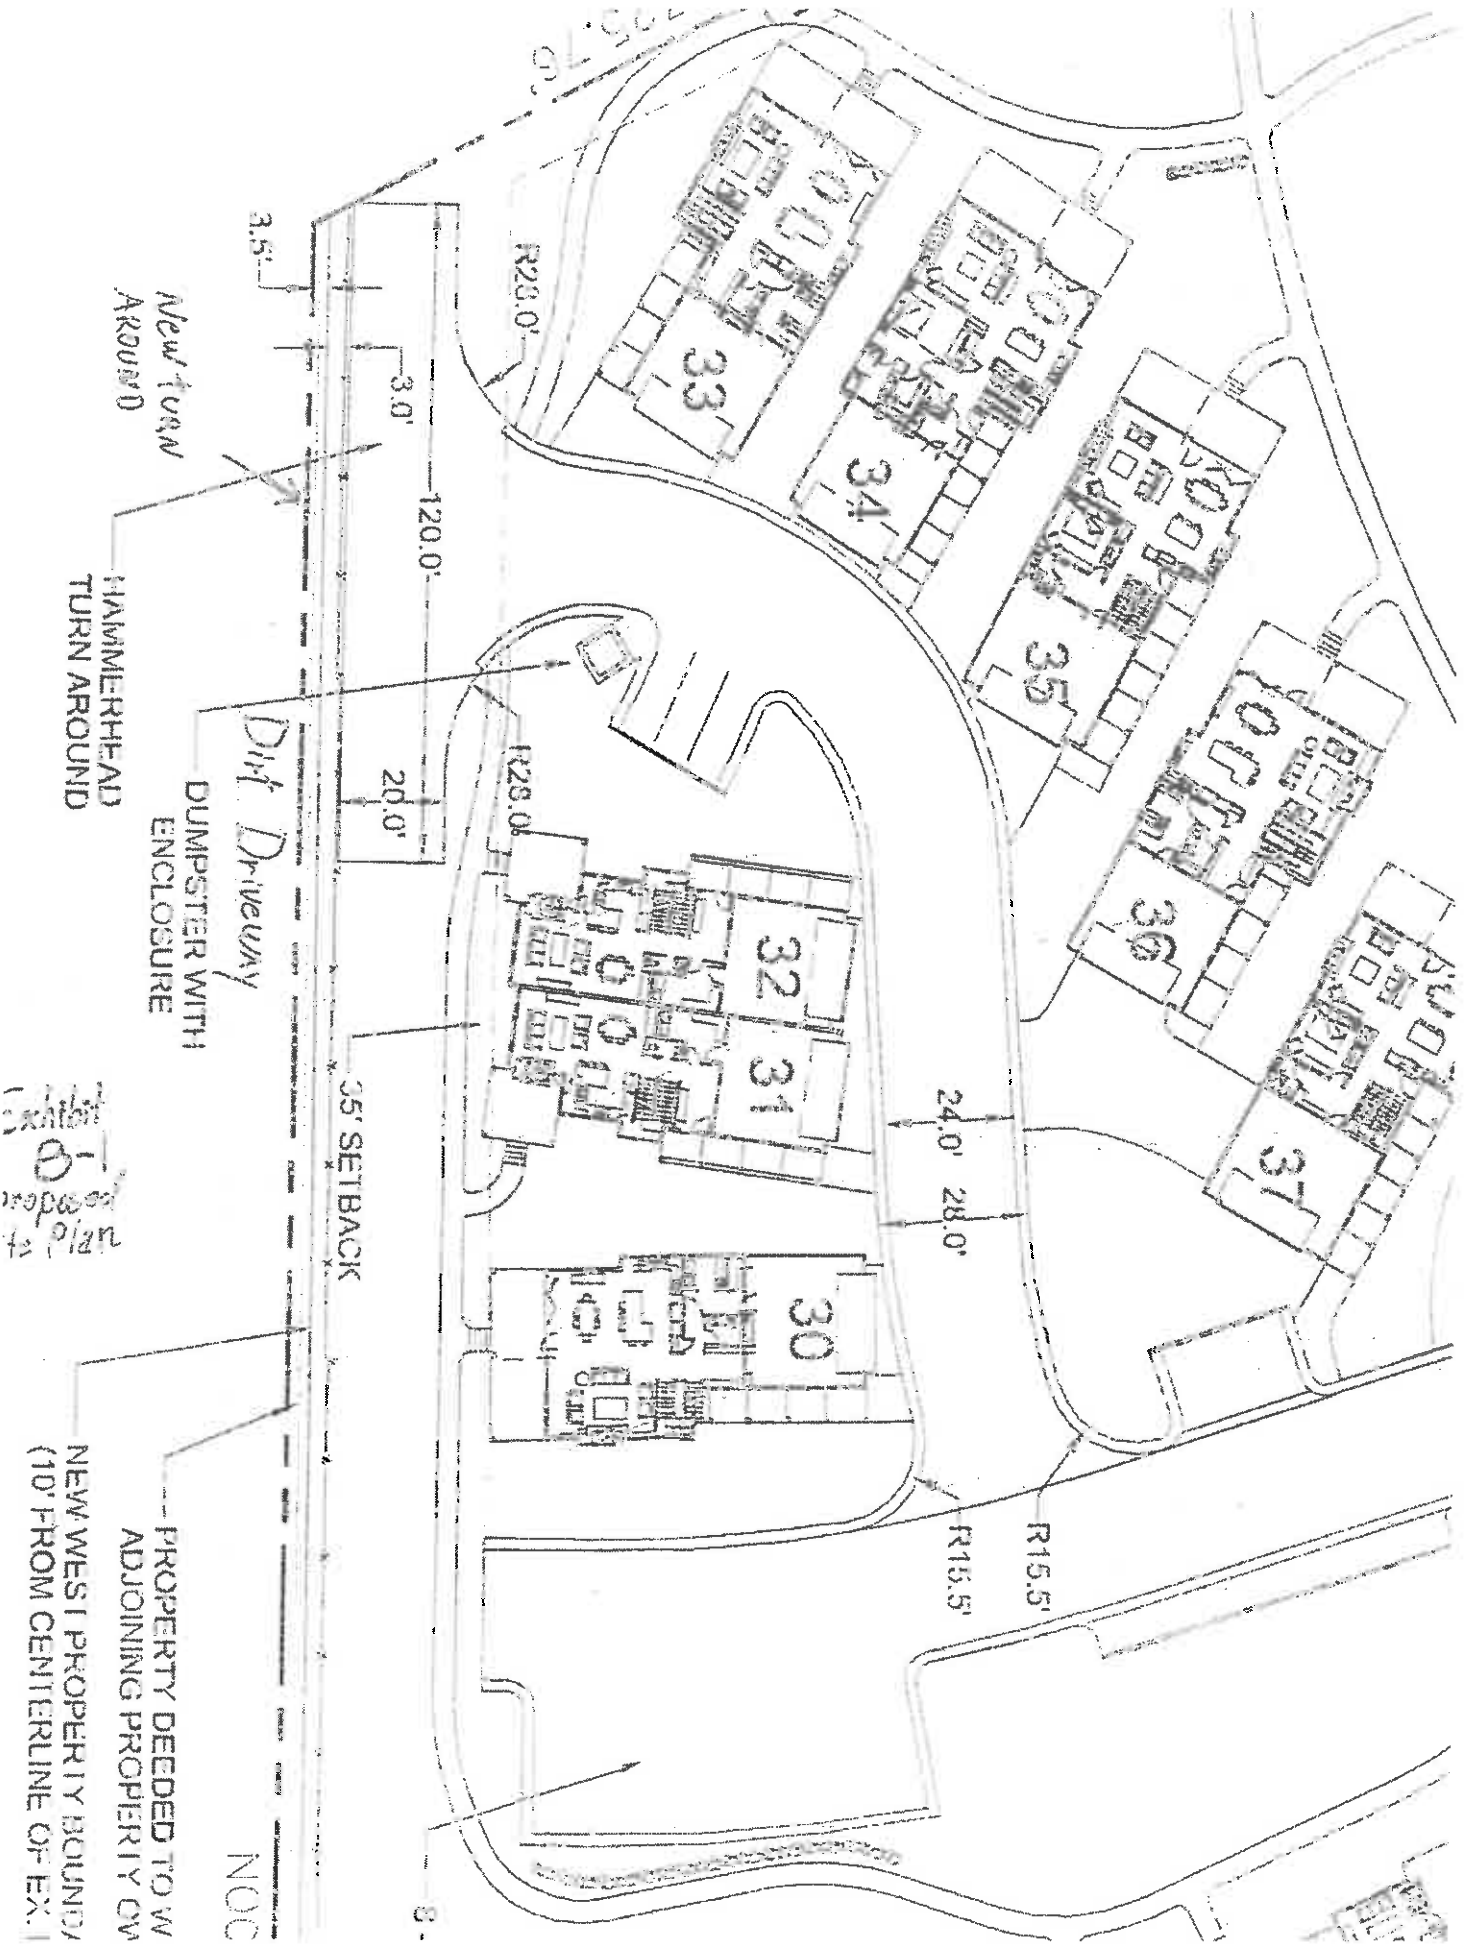 33
34
35
36
37
32
31
30
R28.0'
3.5'
3.0'
120.0'
20.0'
R28.0'
24.0'
28.0'
R15.5'
R15.5'
New Turn
AROUND
HAMMERHEAD
TURN AROUND
DUMPSTER WITH
ENCLOSURE
Dirt Driveway
35' SETBACK
Exhibit
B-1
Plan
PROPERTY DEEDED TO W
ADJOINING PROPERTY OW
NEW WEST PROPERTY BOUNDA
(10' FROM CENTERLINE OF EX.
NOC